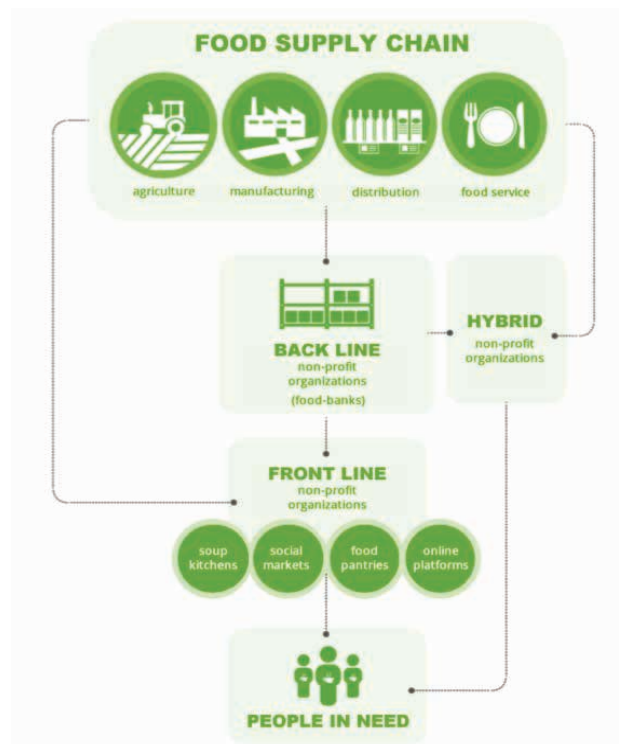 FOOD SUPPLY CHAIN
agriculture
manufacturing
distribution
food service
BACK LINE
non-profit
organizations
(food-banks)
HYBRID
non-profit
organizations
FRONT LINE
non-profit
organizations
soup
kitchens
social
markets
food
pantries
online
platforms
PEOPLE IN NEED